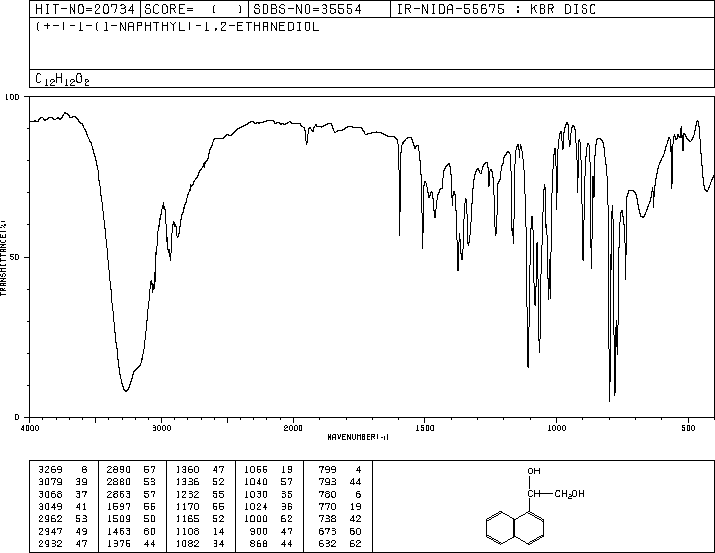 HIT-NO=20734 SCORE= ( ) SDBS-NO=35554 IR-NIDA-55675 : KBR DISC
(+-)-1-(1-NAPHTHYL)-1,2-ETHANEDIOL
C12H12O2
100
50
0
TRANSMITTANCE(%)
4000 3000 2000 1500 1000 500
WAVENUMBER(-1)
3269 8 2890 57 1360 47 1066 19 799 4
3079 39 2880 53 1336 52 1040 57 793 44
3068 37 2863 57 1232 55 1030 35 780 6
3049 41 1597 55 1170 55 1024 36 770 19
2962 53 1509 50 1165 52 1000 62 738 42
2947 49 1463 60 1108 14 900 47 673 60
2932 47 1376 44 1082 34 868 44 632 62
OH
CH—CH2OH